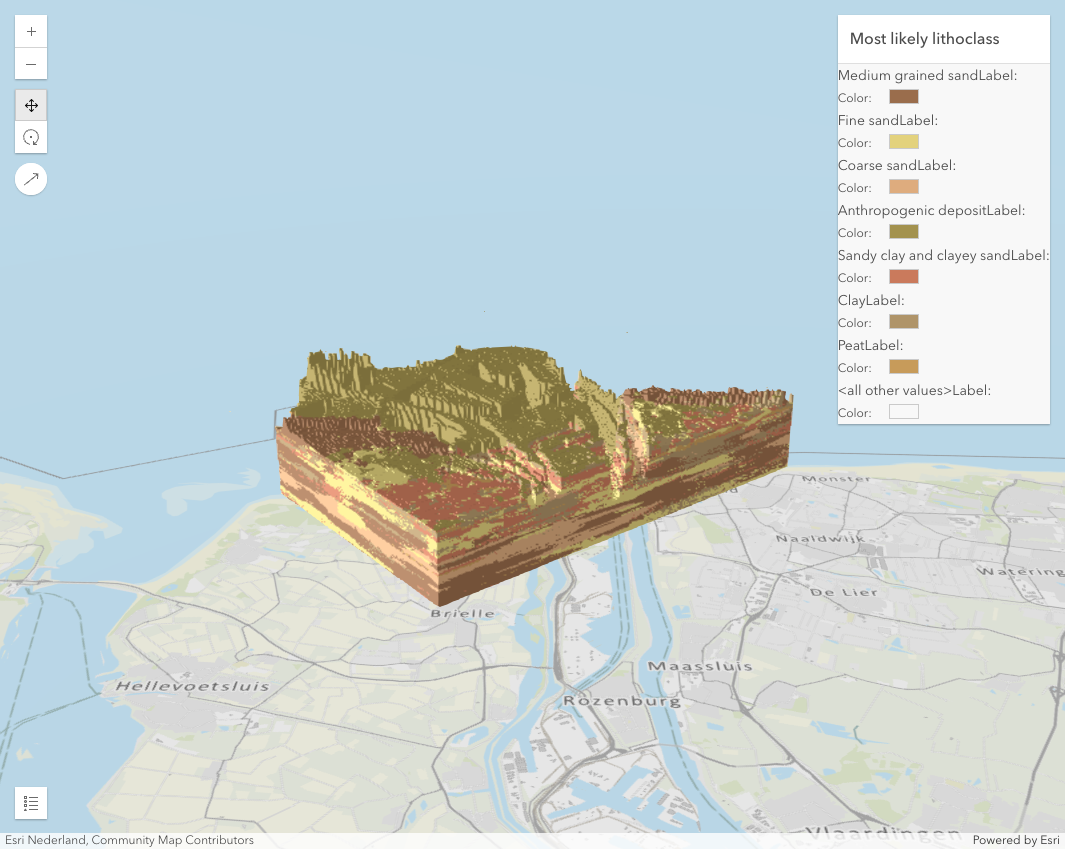 Most likely lithoclass
Medium grained sandLabel:
Color:
Fine sandLabel:
Color:
Coarse sandLabel:
Color:
Anthropogenic depositLabel:
Color:
Sandy clay and clayey sandLabel:
Color:
ClayLabel:
Color:
PeatLabel:
Color:
<all other values>Label:
Color:
Monster
Naaldwijk
Watering
De Lier
Brielle
Maassluis
Hellevoetsluis
Rozenburg
Vlaardingen
Esri Nederland, Community Map Contributors
Powered by Esri